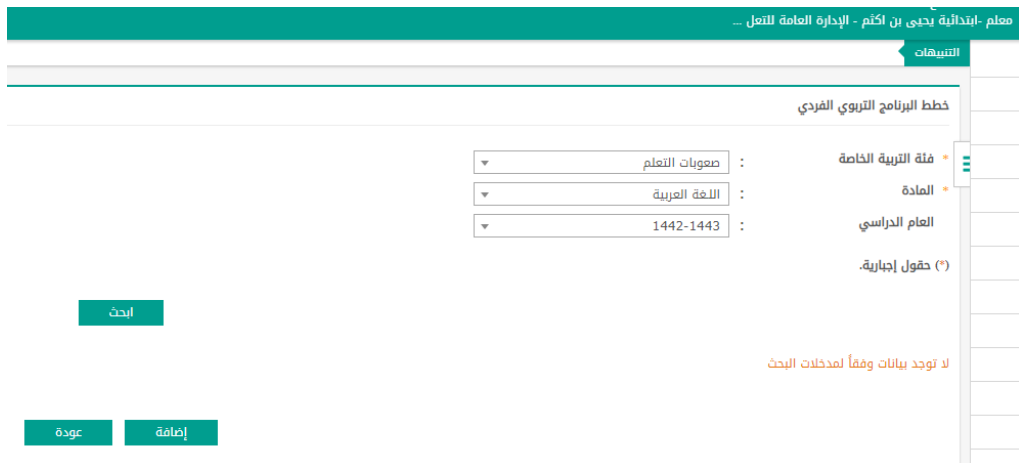 معلم -ابتدائية يحيى بن اكثم - الإدارة العامة للتعل ...
التنبيهات
خطط البرنامج التربوي الفردي
* فئة التربية الخاصة : صعوبات التعلم
* المادة : اللغة العربية
العام الدراسي : 1442-1443
(*) حقول إجبارية.
ابحث
لا توجد بيانات وفقاً لمدخلات البحث
إضافة عودة